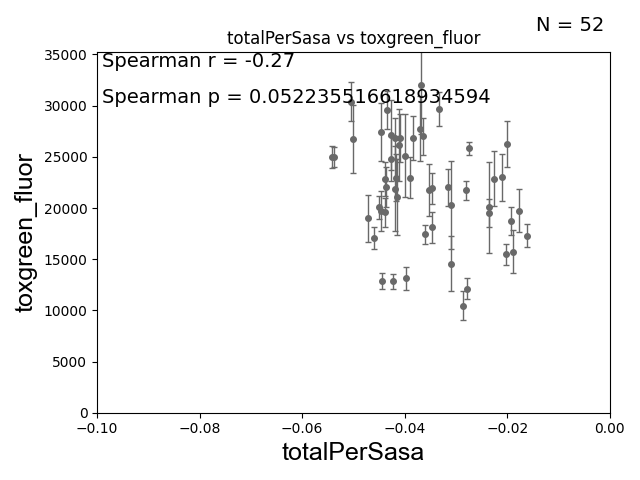 N = 52
totalPerSasa vs toxgreen_fluor
Spearman r = -0.27
Spearman p = 0.052235516618934594
toxgreen_fluor
35000
30000
25000
20000
15000
10000
5000
0
−0.10 −0.08 −0.06 −0.04 −0.02 0.00
totalPerSasa